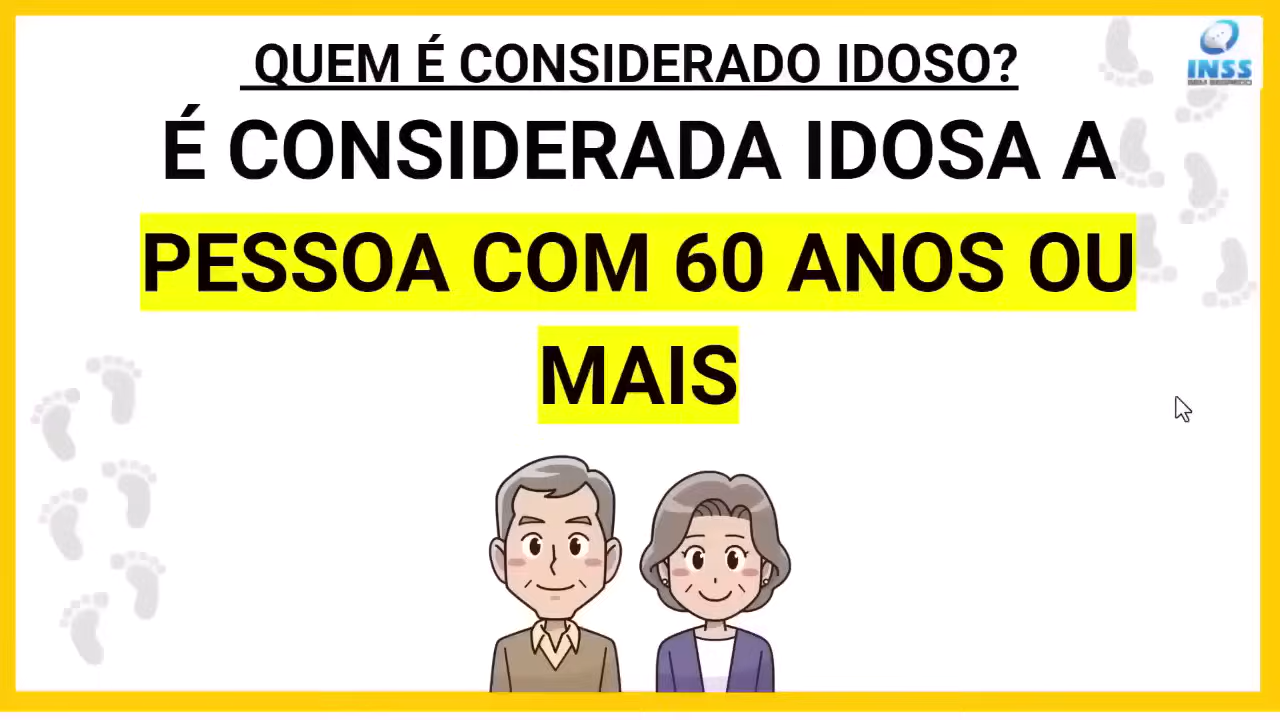 QUEM É CONSIDERADO IDOSO?
É CONSIDERADA IDOSA A
PESSOA COM 60 ANOS OU
MAIS
INSS